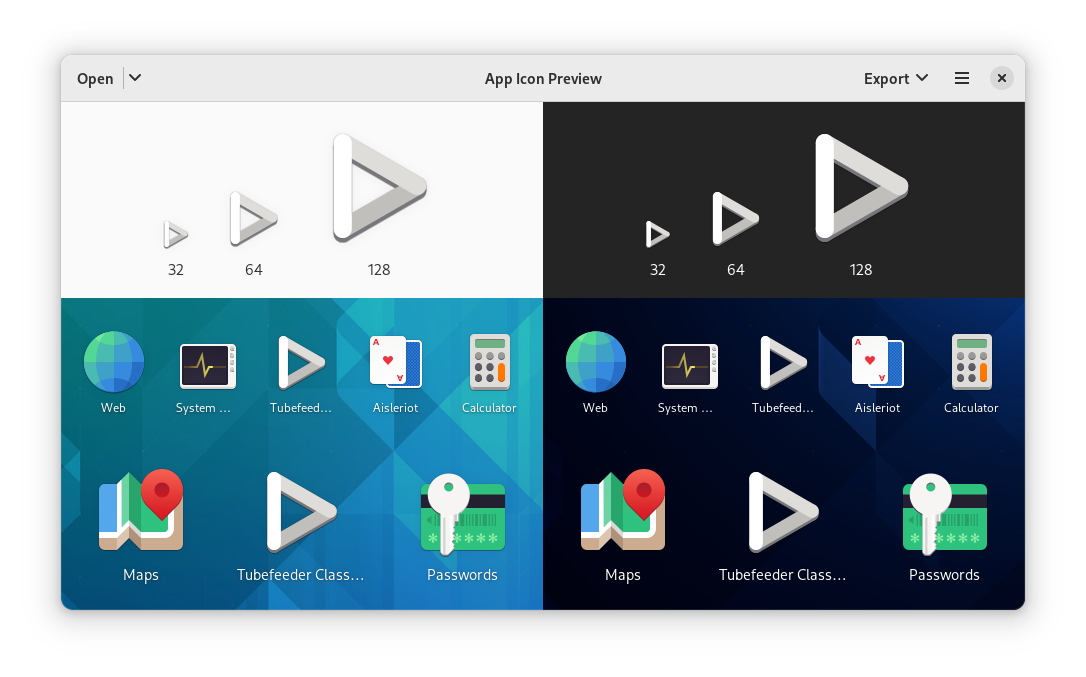 Open App Icon Preview Export
32 64 128 32 64 128
Web System ... Tubefeed... Aisleriot Calculator Web System ... Tubefeed... Aisleriot Calculator
Maps Tubefeeder Class... Passwords Maps Tubefeeder Class... Passwords